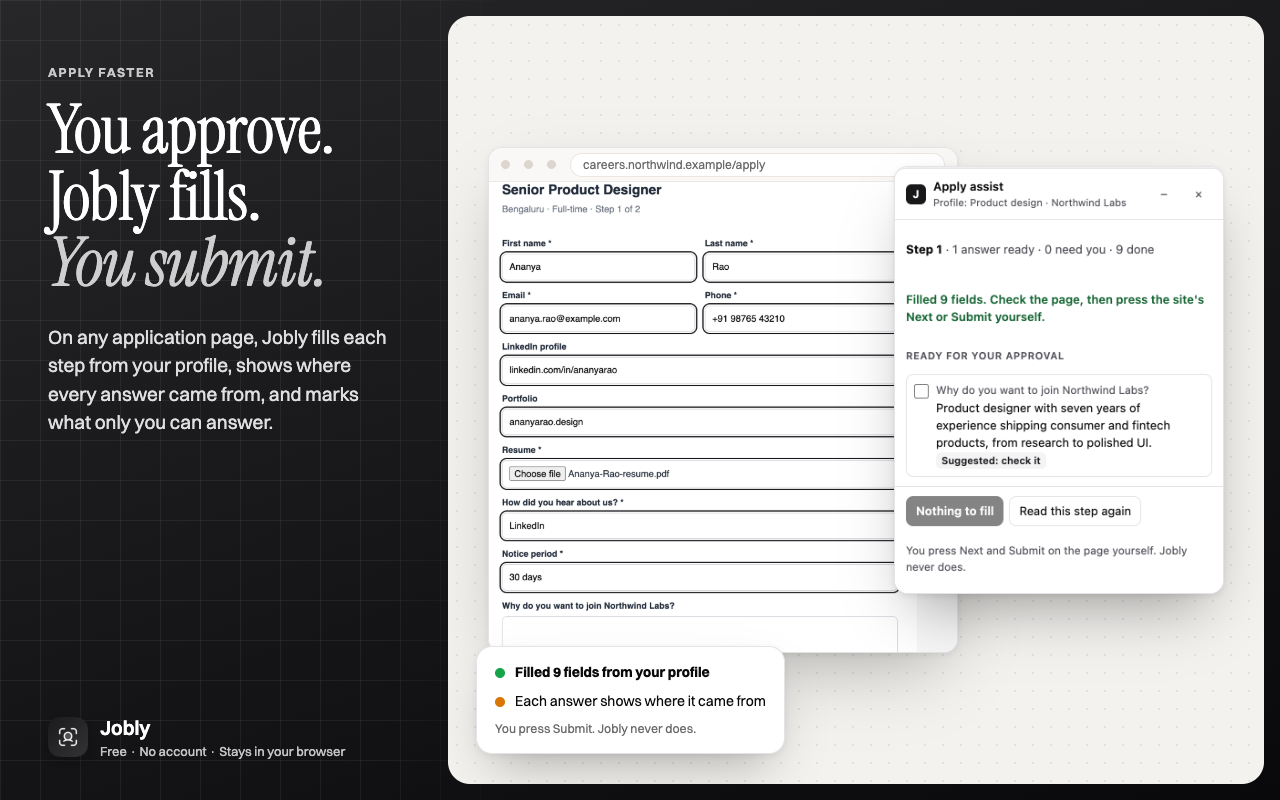 APPLY FASTER
You approve.
Jobly fills.
You submit.
On any application page, Jobly fills each
step from your profile, shows where
every answer came from, and marks
what only you can answer.
Jobly
Free · No account · Stays in your browser
careers.northwind.example/apply
Senior Product Designer
Bengaluru · Full-time · Step 1 of 2
First name *
Last name *
Ananya
Rao
Email *
Phone *
ananya.rao@example.com
+91 98765 43210
LinkedIn profile
linkedin.com/in/ananyarao
Portfolio
ananyarao.design
Resume *
Choose file Ananya-Rao-resume.pdf
How did you hear about us? *
LinkedIn
Notice period *
30 days
Why do you want to join Northwind Labs?
J
Apply assist
Profile: Product design · Northwind Labs
Step 1 · 1 answer ready · 0 need you · 9 done
Filled 9 fields. Check the page, then press the site's
Next or Submit yourself.
READY FOR YOUR APPROVAL
Why do you want to join Northwind Labs?
Product designer with seven years of
experience shipping consumer and fintech
products, from research to polished UI.
Suggested: check it
Nothing to fill
Read this step again
You press Next and Submit on the page yourself. Jobly
never does.
Filled 9 fields from your profile
Each answer shows where it came from
You press Submit. Jobly never does.